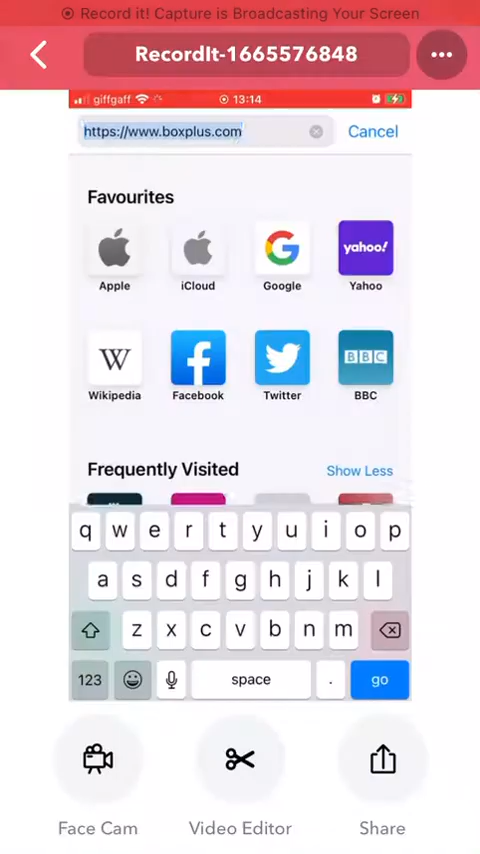 Record it! Capture is Broadcasting Your Screen
RecordIt-1665576848
giffgaff 13:14
https://www.boxplus.com Cancel
Favourites
yahoo!
Apple iCloud Google Yahoo
W BBC
Wikipedia Facebook Twitter BBC
Frequently Visited Show Less
q w e r t y u i o p
a s d f g h j k l
z x c v b n m
123 space . go
Face Cam Video Editor Share